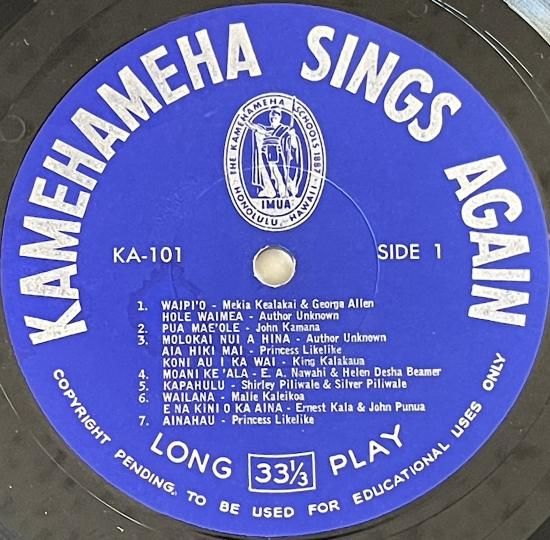 KAMEHAMEHA SINGS AGAIN
THE KAMEHAMEHA SCHOOLS 1887
HONOLULU, HAWAII
IMUA
KA-101
SIDE 1
1. WAIPI'O - Mekia Kealakai & George Allen
HOLE WAIMEA - Author Unknown
2. PUA MAE'OLE - John Kamana
3. MOLOKAI NUI A HINA - Author Unknown
AIA HIKI MAI - Princess Likelike
KONI AU I KA WAI - King Kalakaua
4. MOANI KE 'ALA - E. A. Nawahi & Helen Desha Beamer
5. KAPAHULU - Shirley Piliwale & Silver Piliwale
6. WAILANA - Malie Kaleikoa
E NA KINI O KA AINA - Ernest Kala & John Punua
7. AINAHAU - Princess Likelike
LONG 33⅓ PLAY
COPYRIGHT PENDING, TO BE USED FOR EDUCATIONAL USES ONLY